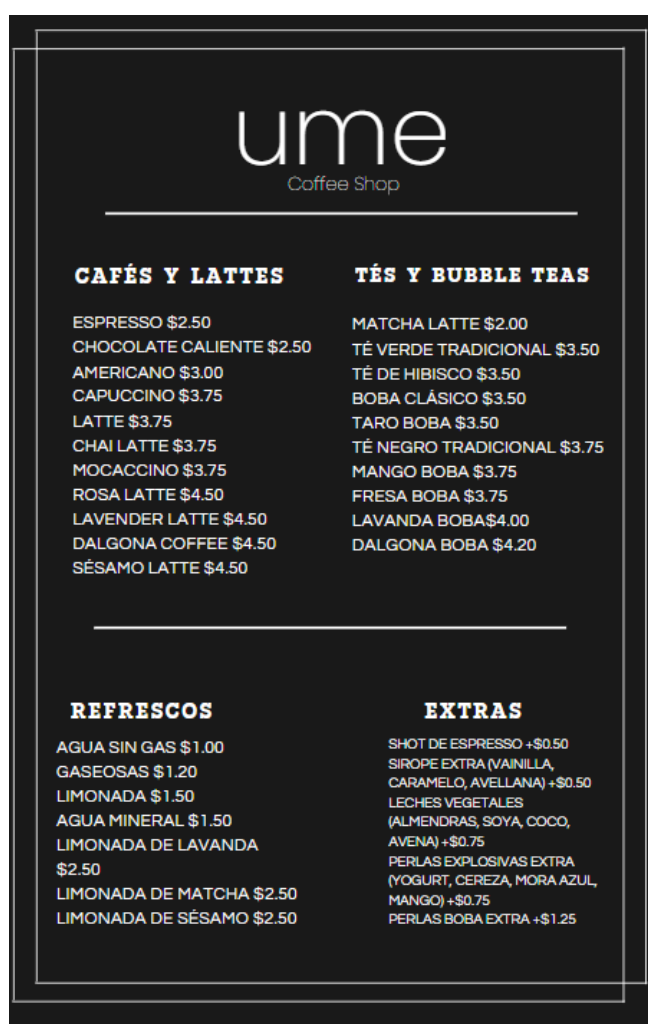 ume
Coffee Shop
CAFÉS Y LATTES
ESPRESSO $2.50
CHOCOLATE CALIENTE $2.50
AMERICANO $3.00
CAPUCCINO $3.75
LATTE $3.75
CHAI LATTE $3.75
MOCACCINO $3.75
ROSA LATTE $4.50
LAVENDER LATTE $4.50
DALGONA COFFEE $4.50
SÉSAMO LATTE $4.50
TÉS Y BUBBLE TEAS
MATCHA LATTE $2.00
TÉ VERDE TRADICIONAL $3.50
TÉ DE HIBISCO $3.50
BOBA CLÁSICO $3.50
TARO BOBA $3.50
TÉ NEGRO TRADICIONAL $3.75
MANGO BOBA $3.75
FRESA BOBA $3.75
LAVANDA BOBA$4.00
DALGONA BOBA $4.20
REFRESCOS
AGUA SIN GAS $1.00
GASEOSAS $1.20
LIMONADA $1.50
AGUA MINERAL $1.50
LIMONADA DE LAVANDA
$2.50
LIMONADA DE MATCHA $2.50
LIMONADA DE SÉSAMO $2.50
EXTRAS
SHOT DE ESPRESSO +$0.50
SIROPE EXTRA (VAINILLA,
CARAMELO, AVELLANA) +$0.50
LECHES VEGETALES
(ALMENDRAS, SOYA, COCO,
AVENA) +$0.75
PERLAS EXPLOSIVAS EXTRA
(YOGURT, CEREZA, MORA AZUL,
MANGO) +$0.75
PERLAS BOBA EXTRA +$1.25